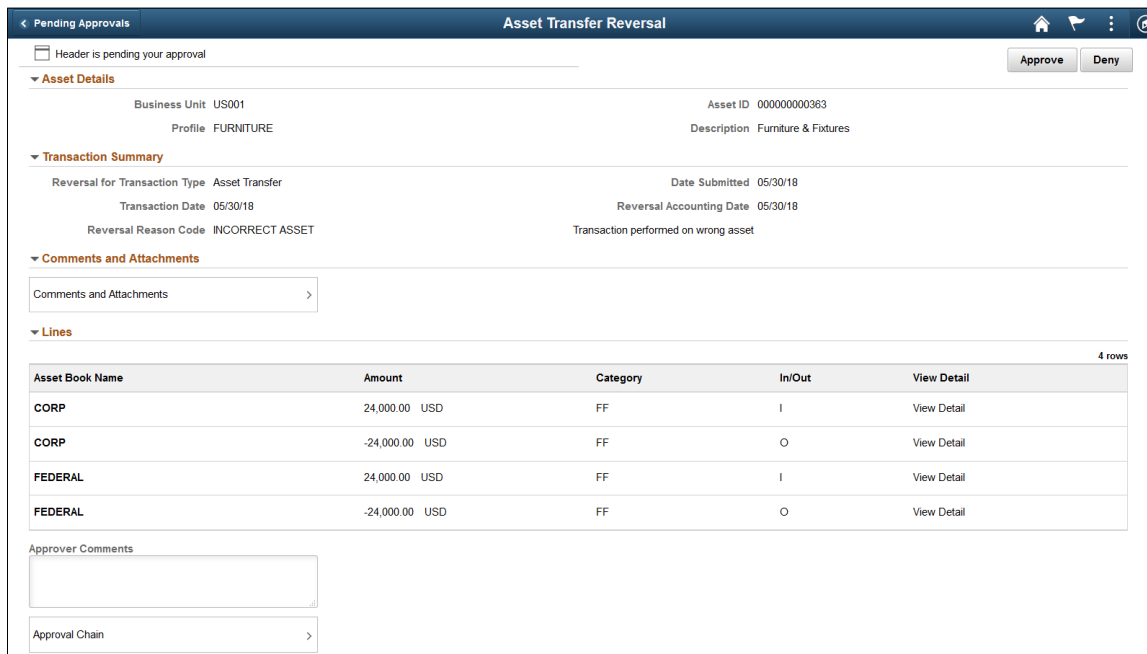 Pending Approvals Asset Transfer Reversal
Header is pending your approval Approve Deny
Asset Details
Business Unit US001 Asset ID 000000000363
Profile FURNITURE Description Furniture & Fixtures
Transaction Summary
Reversal for Transaction Type Asset Transfer Date Submitted 05/30/18
Transaction Date 05/30/18 Reversal Accounting Date 05/30/18
Reversal Reason Code INCORRECT ASSET Transaction performed on wrong asset
Comments and Attachments
Comments and Attachments
Lines
4 rows
Asset Book Name Amount Category In/Out View Detail
CORP 24,000.00 USD FF I View Detail
CORP -24,000.00 USD FF O View Detail
FEDERAL 24,000.00 USD FF I View Detail
FEDERAL -24,000.00 USD FF O View Detail
Approver Comments
Approval Chain